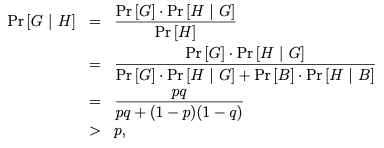 Pr [G | H] = Pr [G] · Pr [H | G] / Pr [H]
= Pr [G] · Pr [H | G] / Pr [G] · Pr [H | G] + Pr [B] · Pr [H | B]
= pq / pq + (1 − p)(1 − q)
> p,